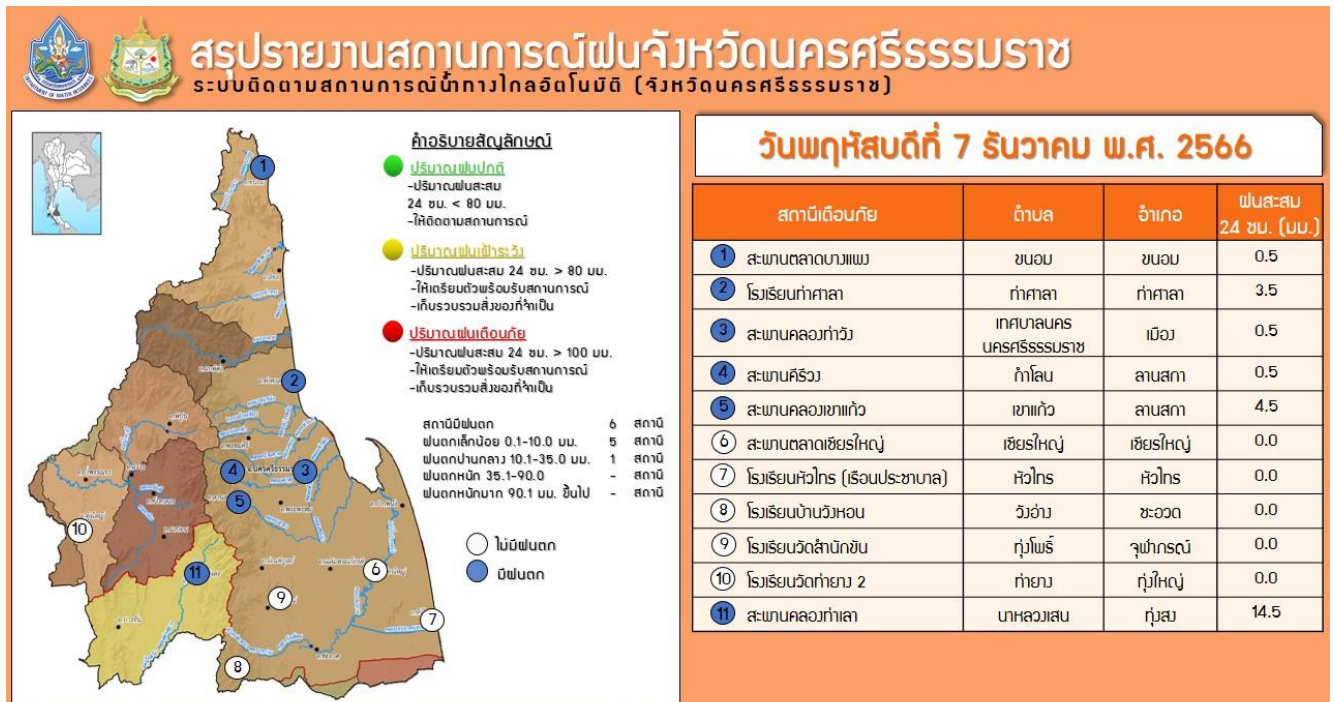 สรุปรายงานสถานการณ์ฝนจังหวัดนครศรีธรรมราช
ระบบติดตามสถานการณ์น้ำทางไกลอัตโนมัติ (จังหวัดนครศรีธรรมราช)
คำอธิบายสัญลักษณ์
ปริมาณฝนปกติ
-ปริมาณฝนสะสม
24 ชม. < 80 มม.
-ให้ติดตามสถานการณ์
ปริมาณฝนเฝ้าระวัง
-ปริมาณฝนสะสม 24 ชม. > 80 มม.
-ให้เตรียมตัวพร้อมรับสถานการณ์
-เก็บรวบรวมสิ่งของที่จำเป็น
ปริมาณฝนเตือนภัย
-ปริมาณฝนสะสม 24 ชม. > 100 มม.
-ให้เตรียมตัวพร้อมรับสถานการณ์
-เก็บรวบรวมสิ่งของที่จำเป็น
สถานีมีฝนตก 6 สถานี
ฝนตกเล็กน้อย 0.1-10.0 มม. 5 สถานี
ฝนตกปานกลาง 10.1-35.0 มม. 1 สถานี
ฝนตกหนัก 35.1-90.0 - สถานี
ฝนตกหนักมาก 90.1 มม. ขึ้นไป - สถานี
ไม่มีฝนตก
มีฝนตก
1
2
4
3
5
10
11
6
9
7
8
วันพฤหัสบดีที่ 7 ธันวาคม พ.ศ. 2566
สถานีเตือนภัย ตำบล อำเภอ ฝนสะสม
24 ชม. (มม.)
1 สะพานตลาดบางแพง ขนอม ขนอม 0.5
2 โรงเรียนท่าศาลา ท่าศาลา ท่าศาลา 3.5
3 สะพานคลองท่าวัง เทศบาลนคร
นครศรีธรรมราช เมือง 0.5
4 สะพานคีรีวง กำโลน ลานสกา 0.5
5 สะพานคลองเขาแก้ว เขาแก้ว ลานสกา 4.5
6 สะพานตลาดเชียรใหญ่ เชียรใหญ่ เชียรใหญ่ 0.0
7 โรงเรียนหัวไทร (เรือนประชาบาล) หัวไทร หัวไทร 0.0
8 โรงเรียนบ้านวังหอน วังอ่าง ชะอวด 0.0
9 โรงเรียนวัดสำนักขัน ทุ่งโพธิ์ จุฬาภรณ์ 0.0
10 โรงเรียนวัดท่ายาง 2 ท่ายาง ทุ่งใหญ่ 0.0
11 สะพานคลองท่าเลา นาหลวงเสน ทุ่งสง 14.5